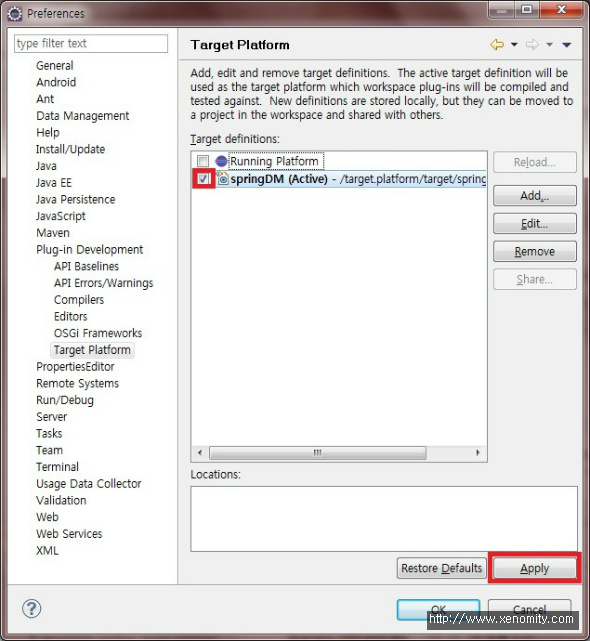 Preferences
type filter text
General
Android
Ant
Data Management
Help
Install/Update
Java
Java EE
Java Persistence
JavaScript
Maven
Plug-in Development
API Baselines
API Errors/Warnings
Compilers
Editors
OSGi Frameworks
Target Platform
PropertiesEditor
Remote Systems
Run/Debug
Server
Tasks
Team
Terminal
Usage Data Collector
Validation
Web
Web Services
XML
Target Platform
Add, edit and remove target definitions.  The active target definition will be
used as the target platform which workspace plug-ins will be compiled and
tested against.  New definitions are stored locally, but they can be moved to
a project in the workspace and shared with others.
Target definitions:
Running Platform
springDM (Active) - /target.platform/target/spring
Reload...
Add...
Edit...
Remove
Share...
Locations:
Restore Defaults
Apply
OK
Cancel
http://www.xenomity.com